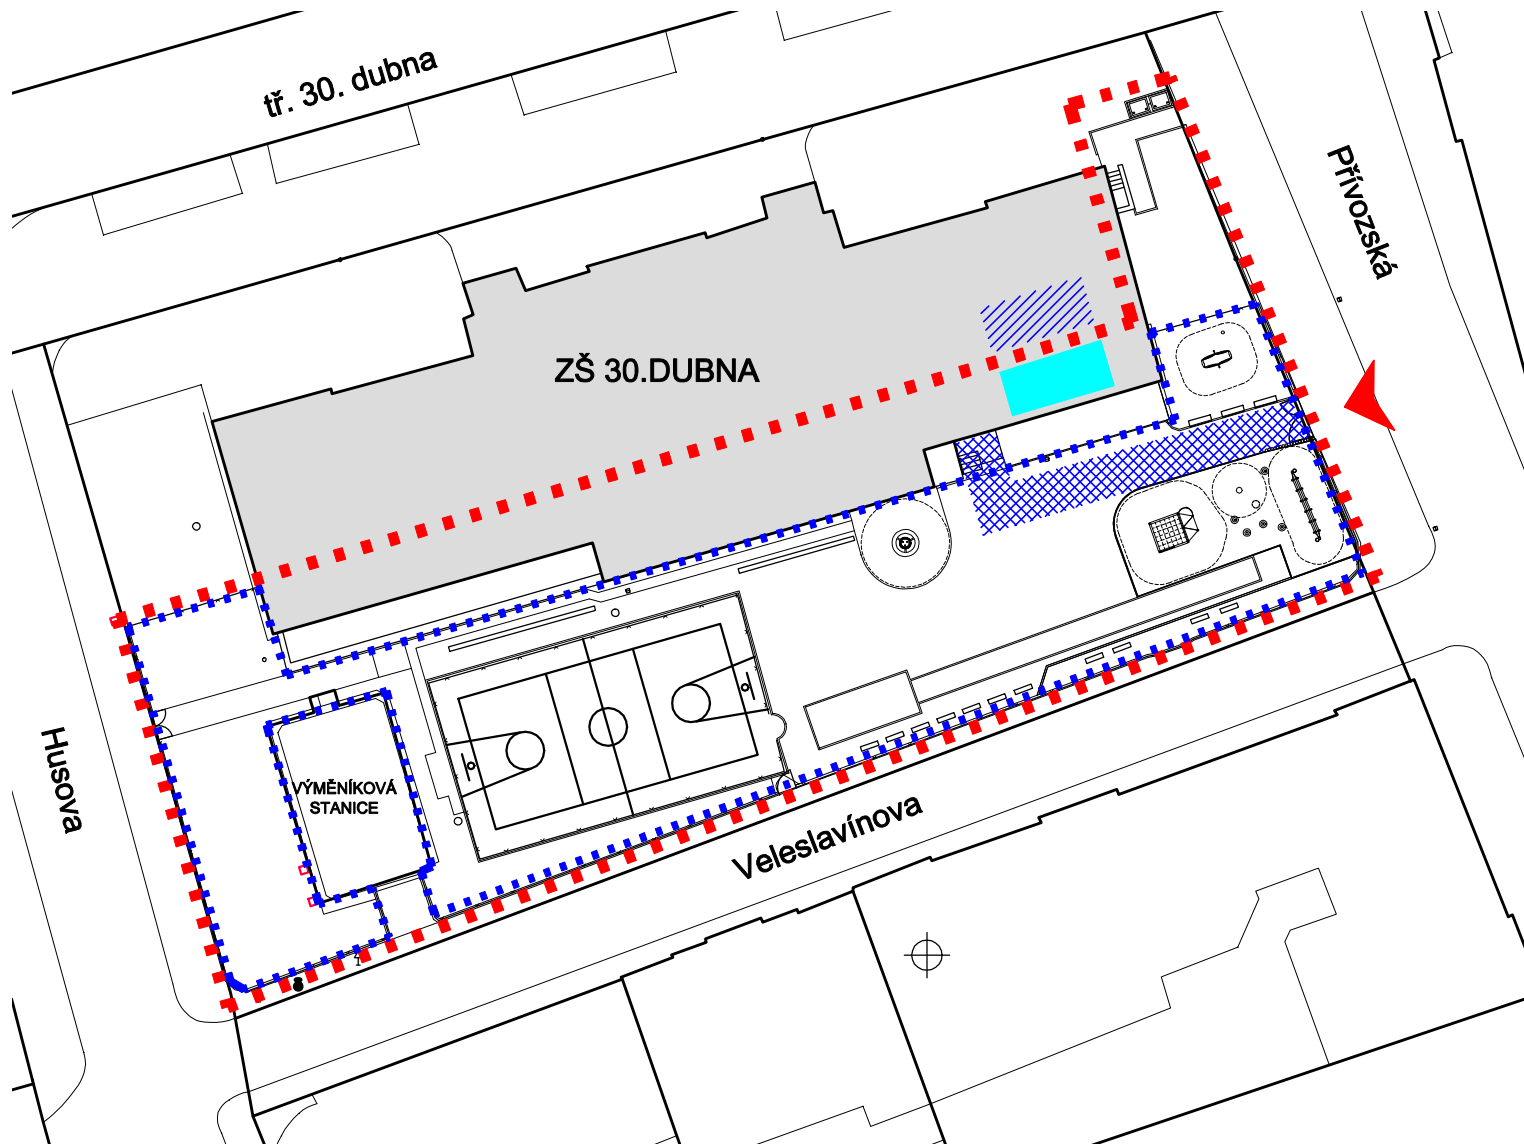 tř. 30. dubna
Přívozská
ZŠ 30.DUBNA
Husova
VÝMĚNÍKOVÁ
STANICE
Veleslavínova